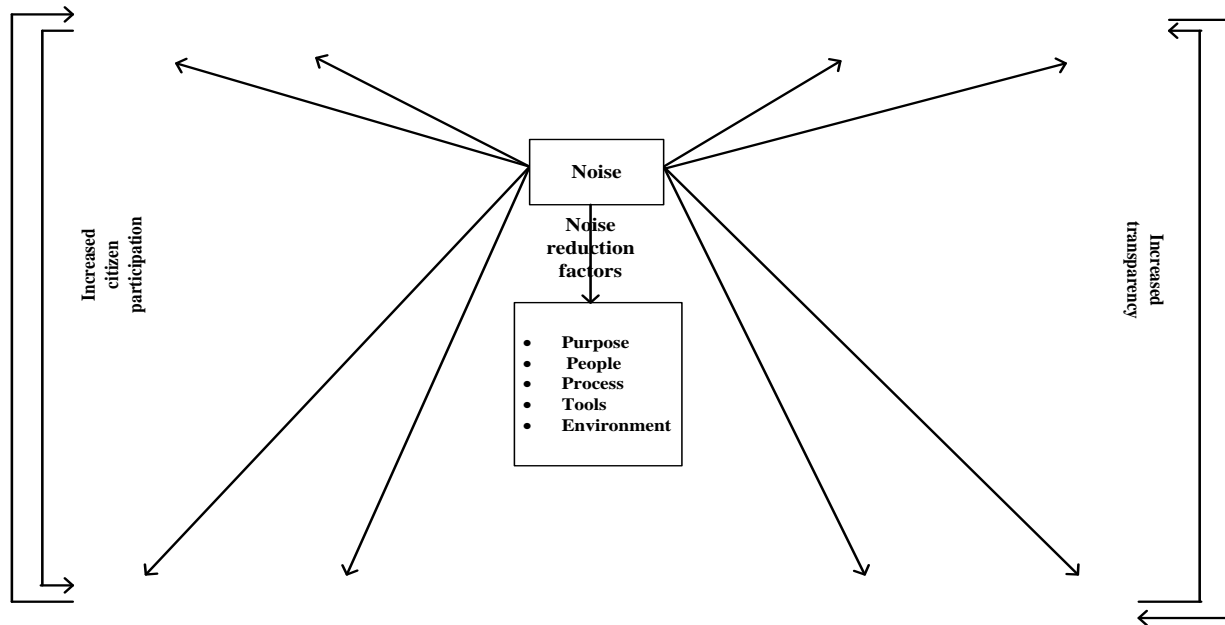 Noise
Noise
reduction
factors
• Purpose
• People
• Process
• Tools
• Environment
Increased
citizen
participation
Increased
transparency